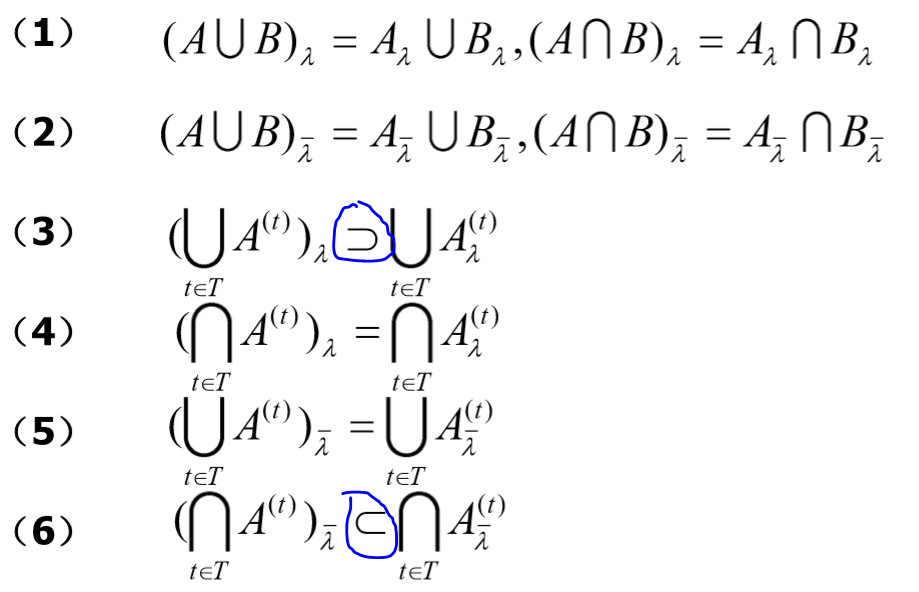 （1） (A⋃B)_λ = A_λ ⋃ B_λ,(A⋂B)_λ = A_λ ⋂ B_λ
（2） (A⋃B)_λ̄ = A_λ̄ ⋃ B_λ̄,(A⋂B)_λ̄ = A_λ̄ ⋂ B_λ̄
（3） (⋃_{t∈T} A^{(t)})_λ ⊃ ⋃_{t∈T} A_λ^{(t)}
（4） (⋂_{t∈T} A^{(t)})_λ = ⋂_{t∈T} A_λ^{(t)}
（5） (⋃_{t∈T} A^{(t)})_λ̄ = ⋃_{t∈T} A_λ̄^{(t)}
（6） (⋂_{t∈T} A^{(t)})_λ̄ ⊂ ⋂_{t∈T} A_λ̄^{(t)}